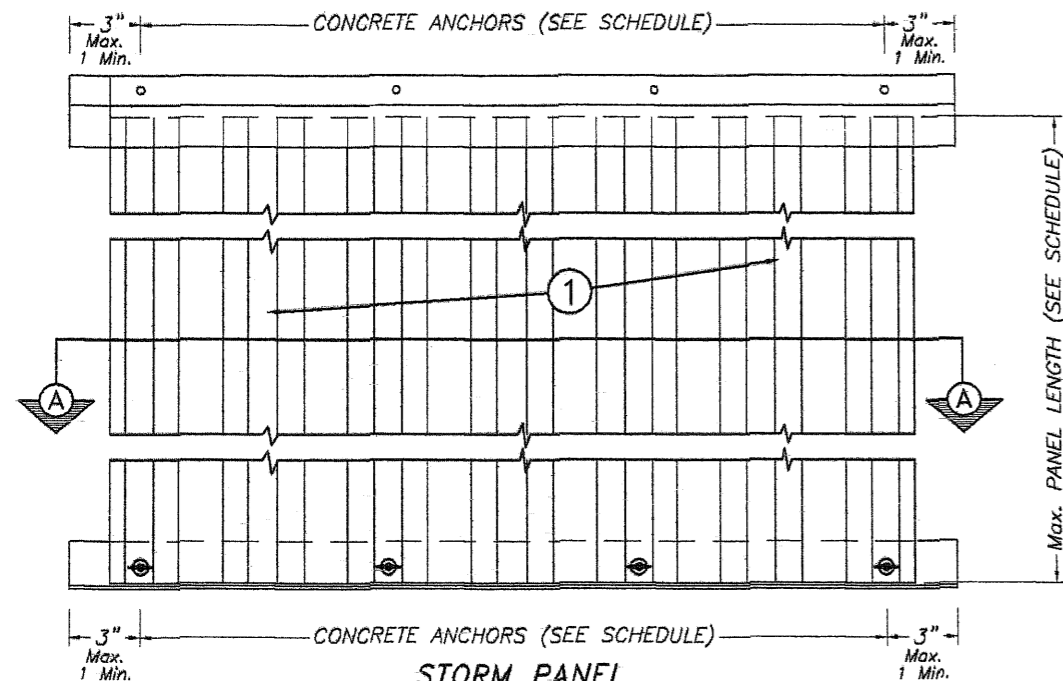 3" CONCRETE ANCHORS (SEE SCHEDULE) 3"
Max. Max.
1 Min. 1 Min.
1
A A
Max. PANEL LENGTH (SEE SCHEDULE)
3" CONCRETE ANCHORS (SEE SCHEDULE) 3"
Max. Max.
1 Min. 1 Min.
STORM PANEL